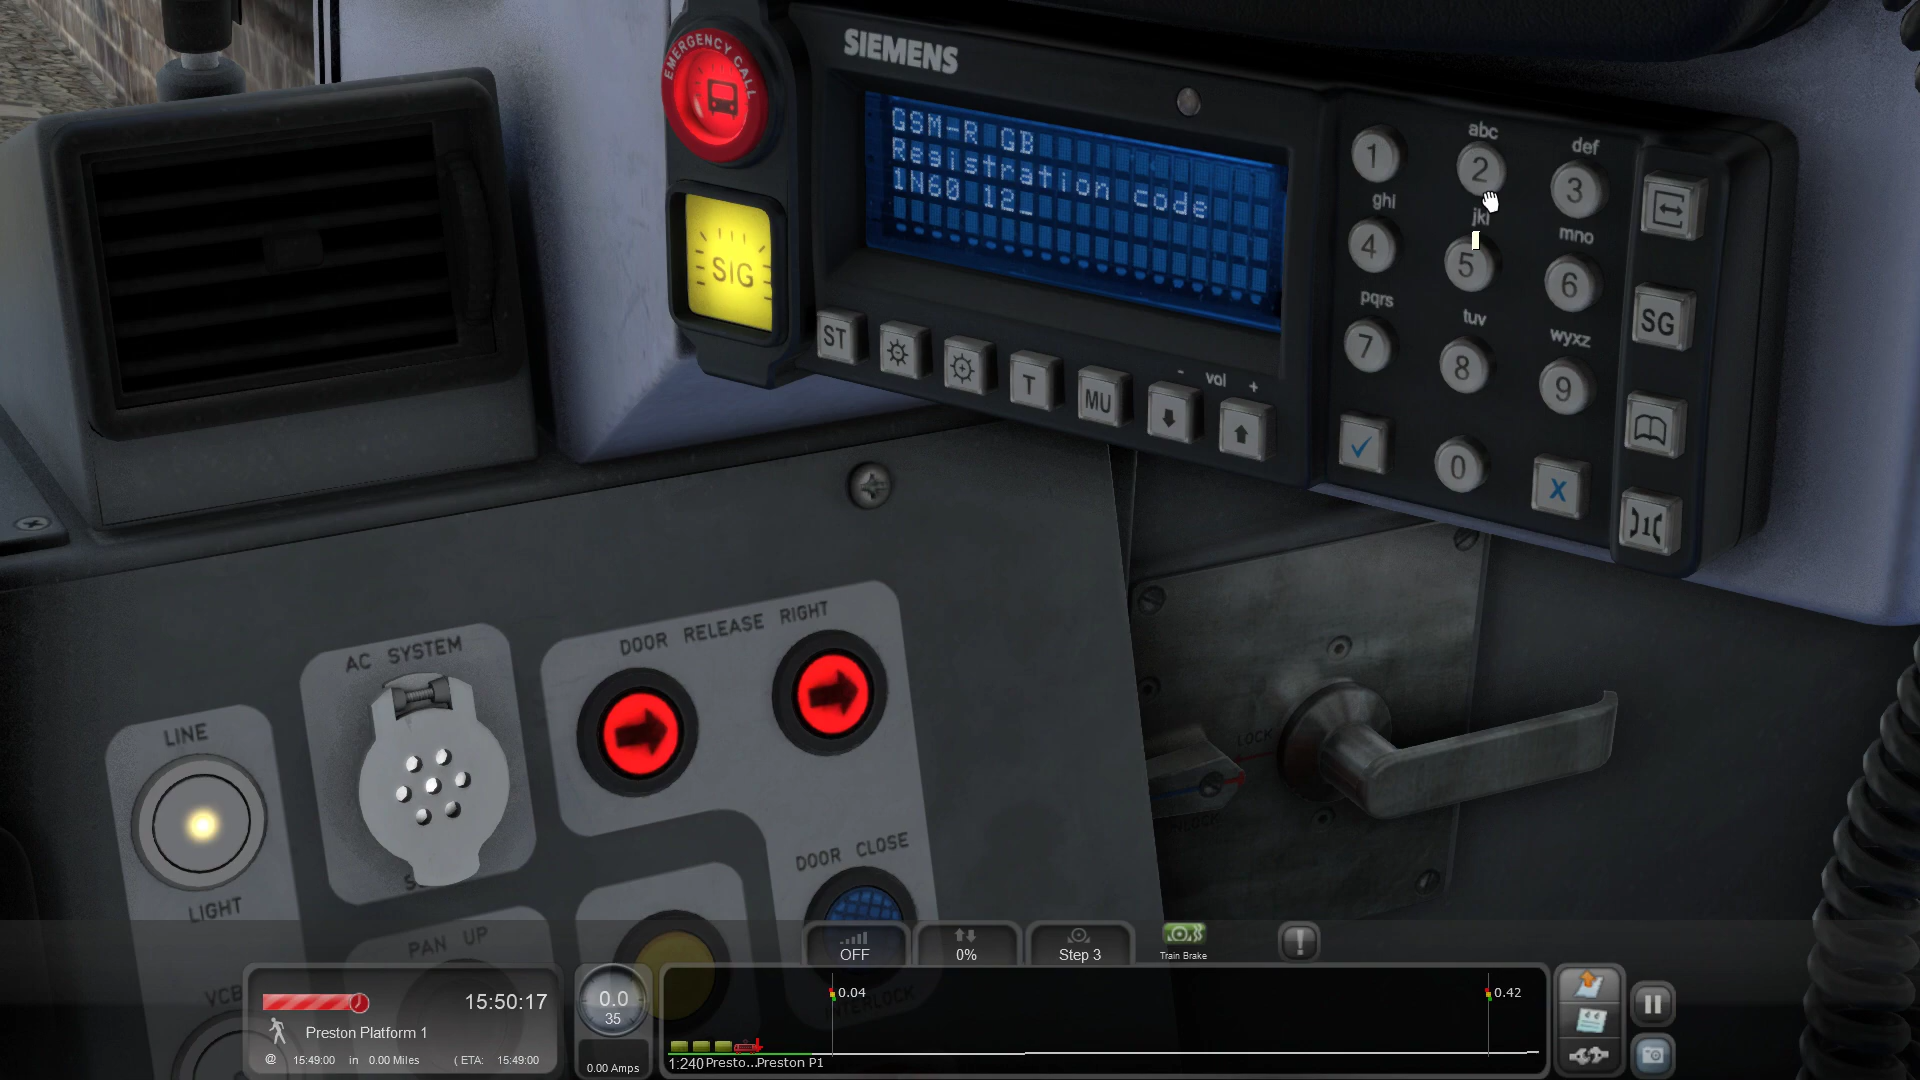 SIEMENS
EMERGENCY CALL
GSM-R GB
Registration code
1N60 12_
SIG
ST
T
MU
- vol +
1
abc
2
def
3
ghi
4
jkl
5
mno
6
pqrs
7
tuv
8
wyxz
9
0
X
SG
1
DOOR RELEASE RIGHT
AC SYSTEM
LINE
LIGHT
DOOR CLOSE
LOCK
PAN UP
VCB
INTERLOCK
OFF
0%
Step 3
Train Brake
!
15:50:17
Preston Platform 1
@ 15:49:00 in 0.00 Miles ( ETA: 15:49:00
0.0
35
0.00 Amps
0.04
0.42
1:240 Presto...Preston P1